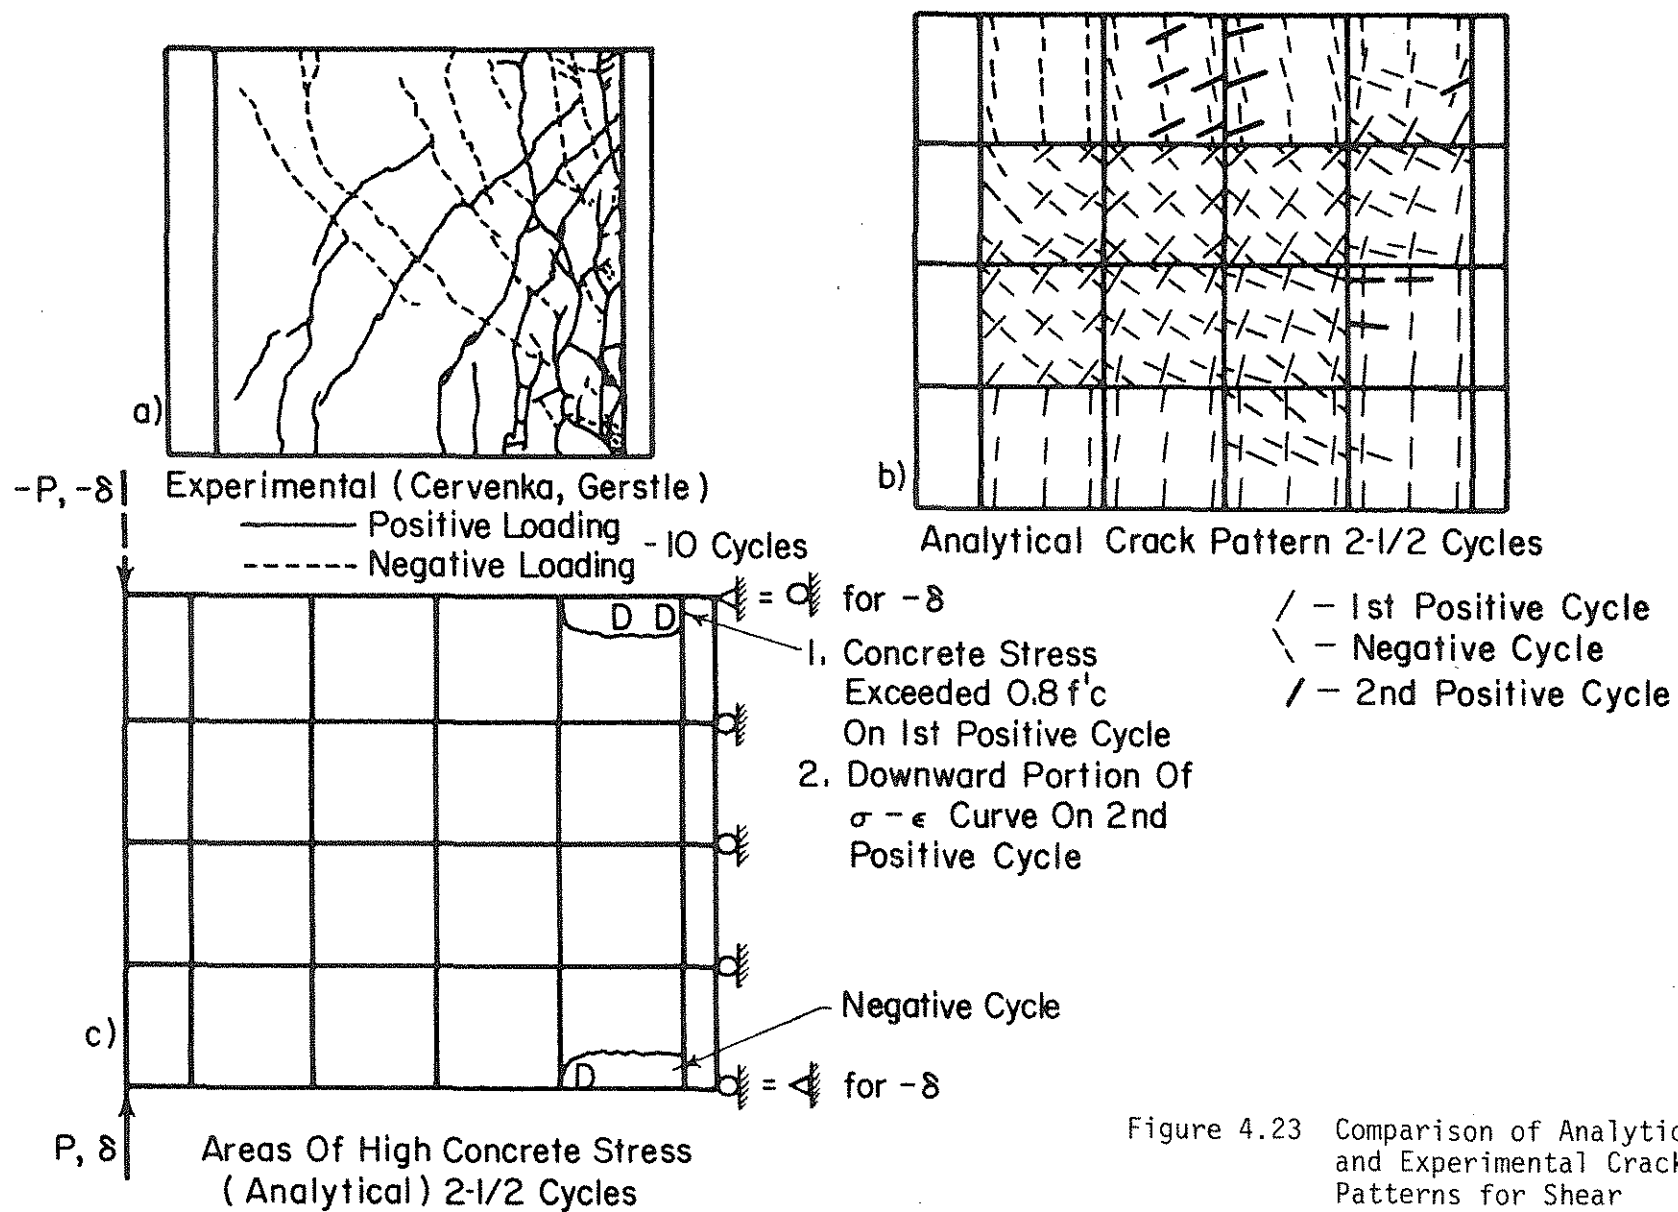 a)
Experimental (Cervenka, Gerstle)
Positive Loading
Negative Loading
-10 Cycles
b)
Analytical Crack Pattern 2-1/2 Cycles
/ - 1st Positive Cycle
\ - Negative Cycle
/ - 2nd Positive Cycle
-P, -δ
= for -δ
D D
1. Concrete Stress
Exceeded 0.8 f'c
On 1st Positive Cycle
2. Downward Portion Of
σ - ϵ Curve On 2nd
Positive Cycle
c)
Negative Cycle
D
= for -δ
P, δ
Areas Of High Concrete Stress
(Analytical) 2-1/2 Cycles
Figure 4.23 Comparison of Analytic
and Experimental Crack
Patterns for Shear